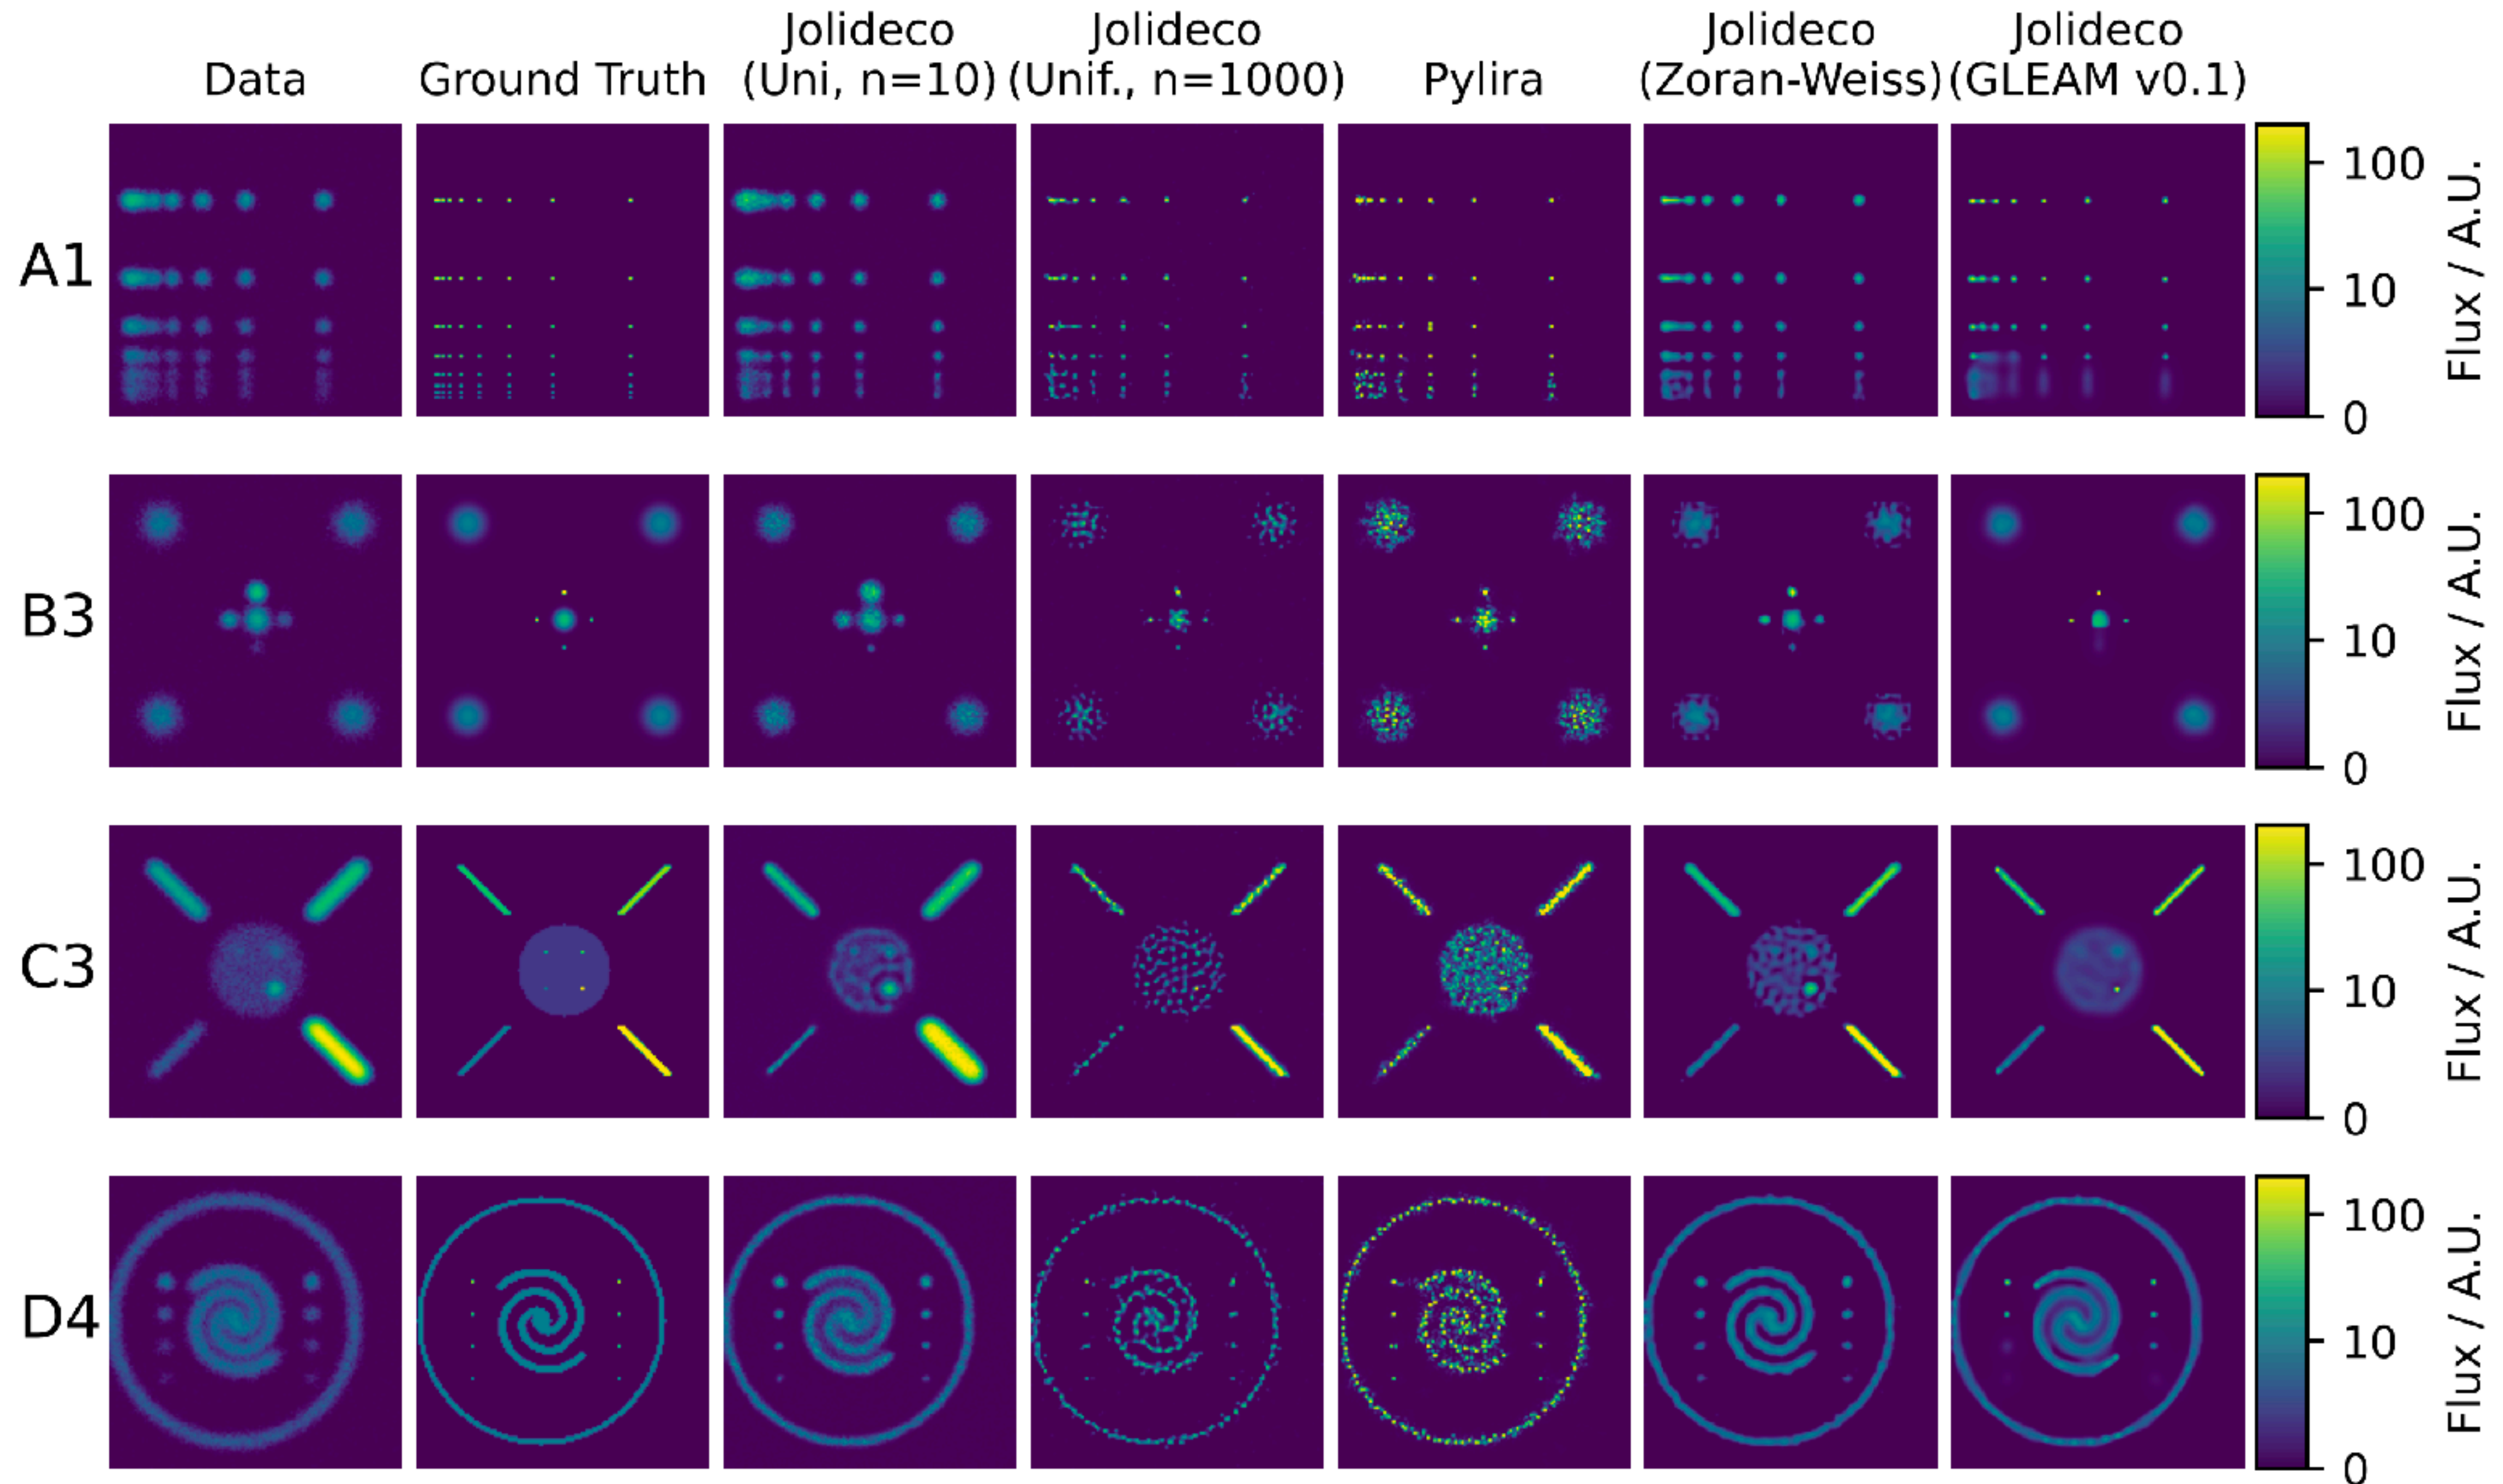 Jolideco
Jolideco
Jolideco
Jolideco
Data
Ground Truth
(Uni, n=10)
(Unif., n=1000)
Pylira
(Zoran-Weiss)
(GLEAM v0.1)
A1
100
10
0
Flux / A.U.
B3
100
10
0
Flux / A.U.
C3
100
10
0
Flux / A.U.
D4
100
10
0
Flux / A.U.